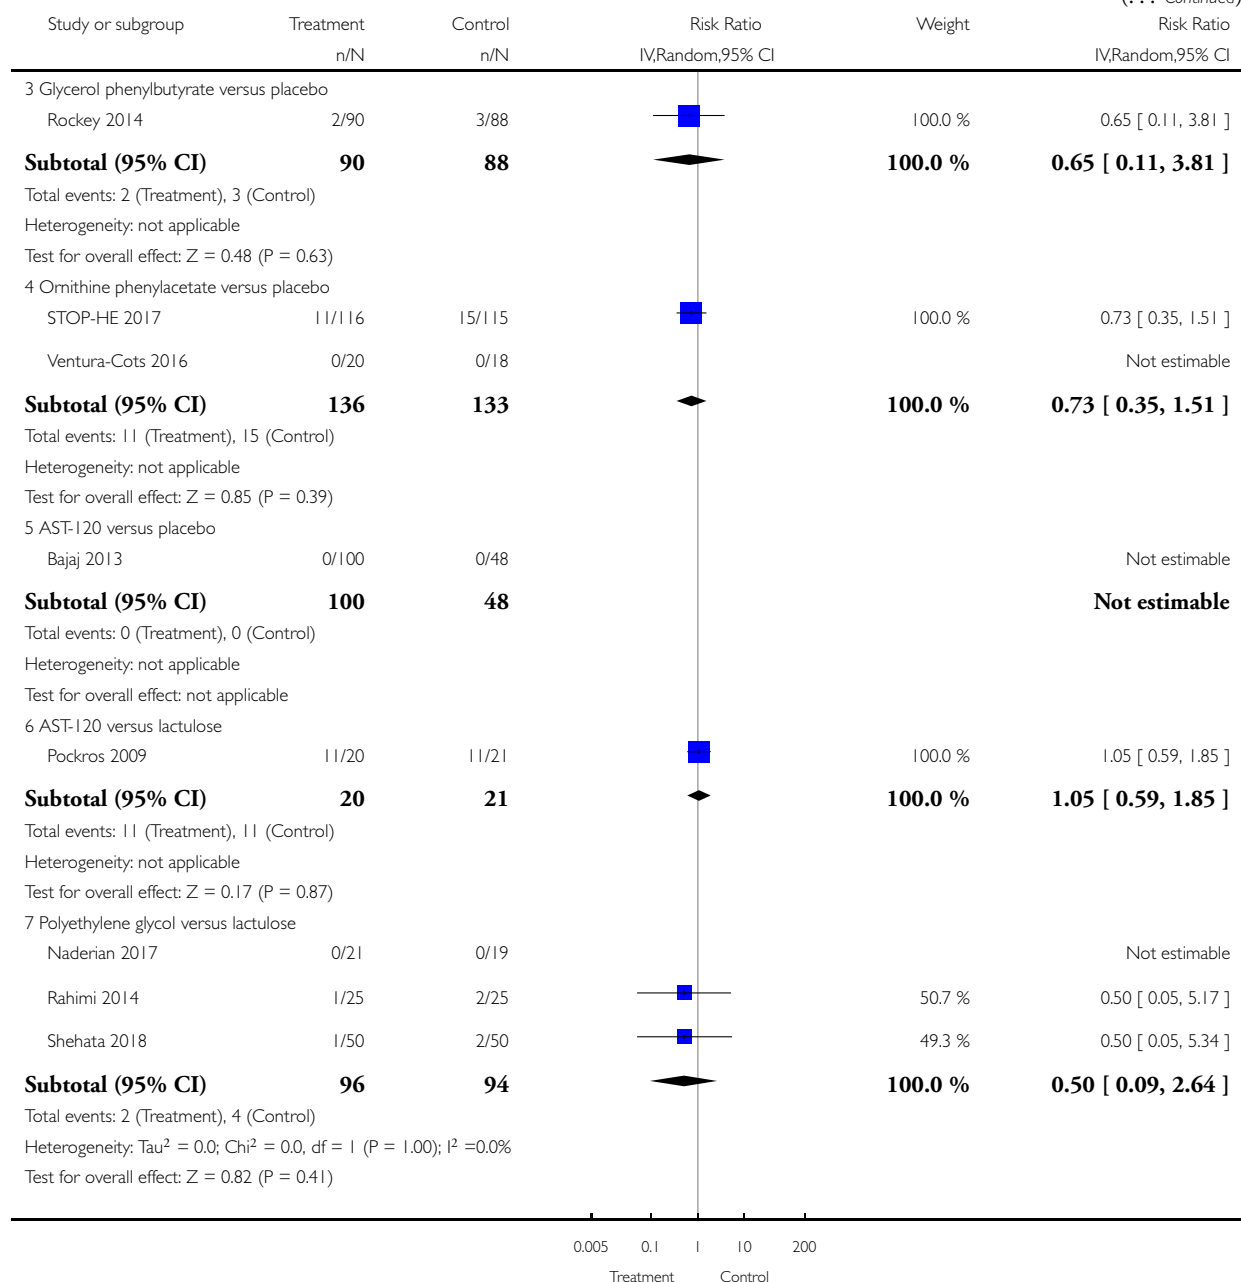 (... Continued)
Study or subgroup Treatment Control Risk Ratio Weight Risk Ratio
n/N n/N IV,Random,95% CI IV,Random,95% CI
3 Glycerol phenylbutyrate versus placebo
Rockey 2014 2/90 3/88 100.0 % 0.65 [ 0.11, 3.81 ]
Subtotal (95% CI) 90 88 100.0 % 0.65 [ 0.11, 3.81 ]
Total events: 2 (Treatment), 3 (Control)
Heterogeneity: not applicable
Test for overall effect: Z = 0.48 (P = 0.63)
4 Ornithine phenylacetate versus placebo
STOP-HE 2017 11/116 15/115 100.0 % 0.73 [ 0.35, 1.51 ]
Ventura-Cots 2016 0/20 0/18 Not estimable
Subtotal (95% CI) 136 133 100.0 % 0.73 [ 0.35, 1.51 ]
Total events: 11 (Treatment), 15 (Control)
Heterogeneity: not applicable
Test for overall effect: Z = 0.85 (P = 0.39)
5 AST-120 versus placebo
Bajaj 2013 0/100 0/48 Not estimable
Subtotal (95% CI) 100 48 Not estimable
Total events: 0 (Treatment), 0 (Control)
Heterogeneity: not applicable
Test for overall effect: not applicable
6 AST-120 versus lactulose
Pockros 2009 11/20 11/21 100.0 % 1.05 [ 0.59, 1.85 ]
Subtotal (95% CI) 20 21 100.0 % 1.05 [ 0.59, 1.85 ]
Total events: 11 (Treatment), 11 (Control)
Heterogeneity: not applicable
Test for overall effect: Z = 0.17 (P = 0.87)
7 Polyethylene glycol versus lactulose
Naderian 2017 0/21 0/19 Not estimable
Rahimi 2014 1/25 2/25 50.7 % 0.50 [ 0.05, 5.17 ]
Shehata 2018 1/50 2/50 49.3 % 0.50 [ 0.05, 5.34 ]
Subtotal (95% CI) 96 94 100.0 % 0.50 [ 0.09, 2.64 ]
Total events: 2 (Treatment), 4 (Control)
Heterogeneity: Tau² = 0.0; Chi² = 0.0, df = 1 (P = 1.00); I² =0.0%
Test for overall effect: Z = 0.82 (P = 0.41)
0.005 0.1 1 10 200
Treatment Control